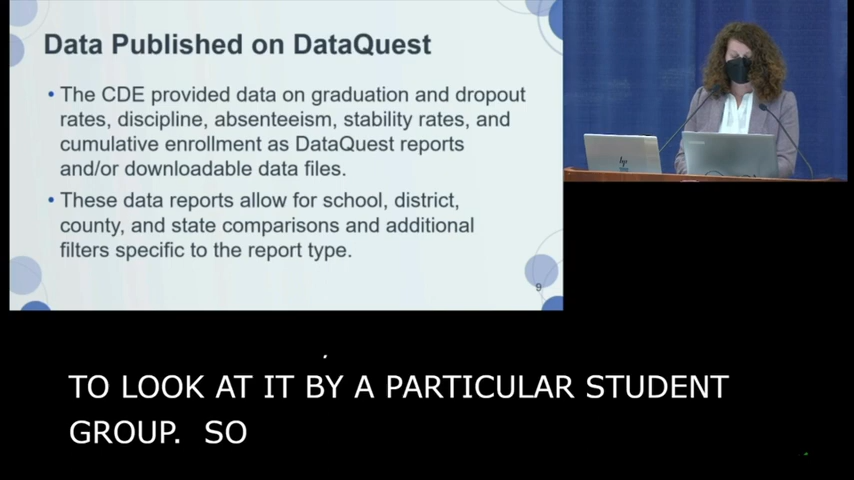 Data Published on DataQuest
• The CDE provided data on graduation and dropout
rates, discipline, absenteeism, stability rates, and
cumulative enrollment as DataQuest reports
and/or downloadable data files.
• These data reports allow for school, district,
county, and state comparisons and additional
filters specific to the report type.
9
hp
TO LOOK AT IT BY A PARTICULAR STUDENT
GROUP.  SO